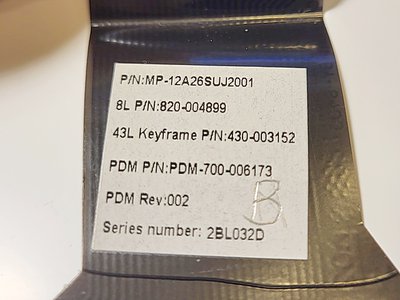 P/N:MP-12A26SUJ2001
8L P/N:820-004899
43L Keyframe P/N:430-003152
PDM P/N:PDM-700-006173
PDM Rev:002
Series number: 2BL032D